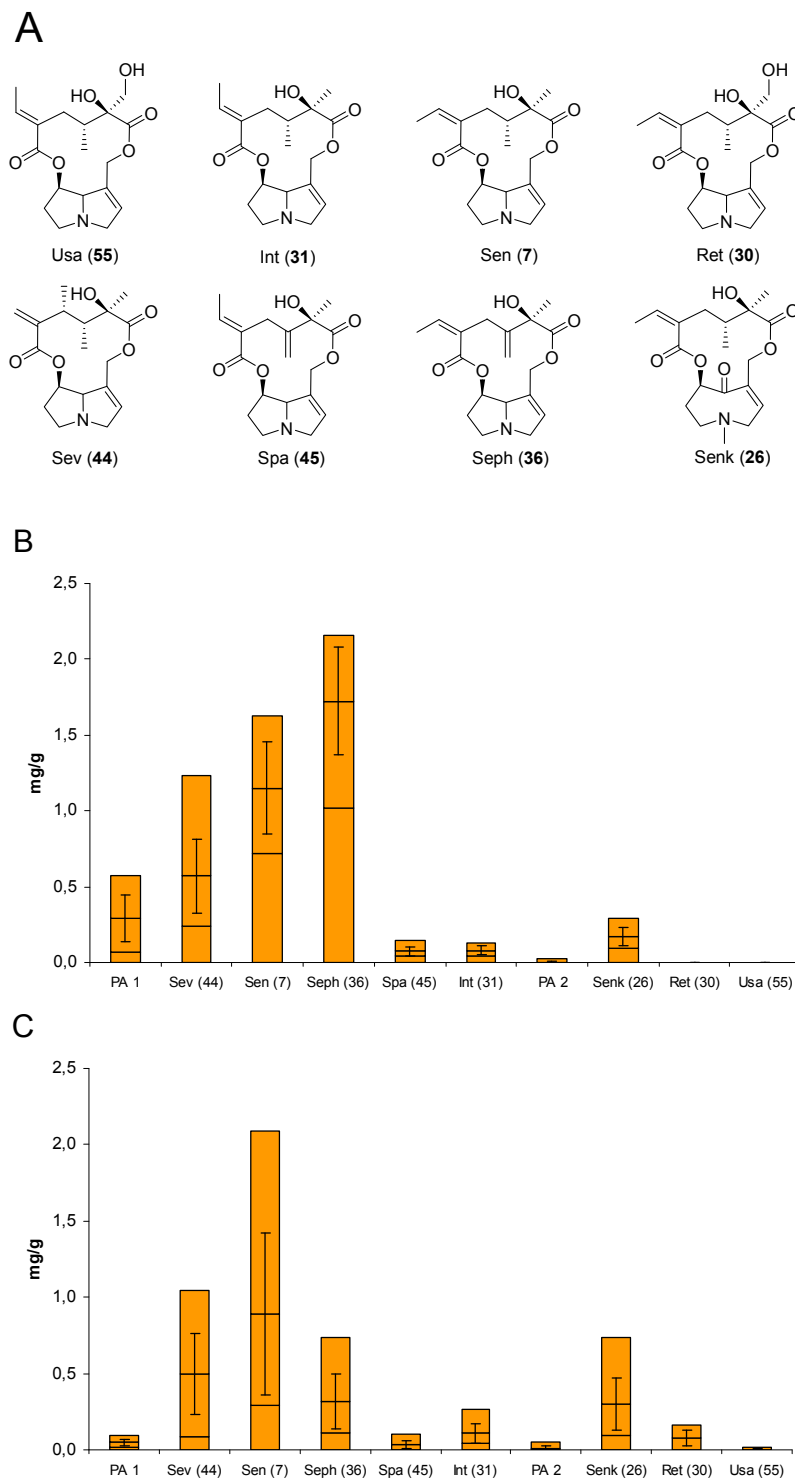 A
OH
HO
O
O
O
O
N
Usa (55)
HO
O
O
O
O
N
Int (31)
HO
O
O
O
O
N
Sen (7)
OH
HO
O
O
O
O
N
Ret (30)
HO
O
O
O
O
N
Sev (44)
HO
O
O
O
O
N
Spa (45)
HO
O
O
O
O
N
Seph (36)
HO
O
O
O
O
O
N
Senk (26)
B
2,5
2,0
1,5
1,0
0,5
0,0
mg/g
PA 1 Sev (44) Sen (7) Seph (36) Spa (45) Int (31) PA 2 Senk (26) Ret (30) Usa (55)
C
2,5
2,0
1,5
1,0
0,5
0,0
mg/g
PA 1 Sev (44) Sen (7) Seph (36) Spa (45) Int (31) PA 2 Senk (26) Ret (30) Usa (55)